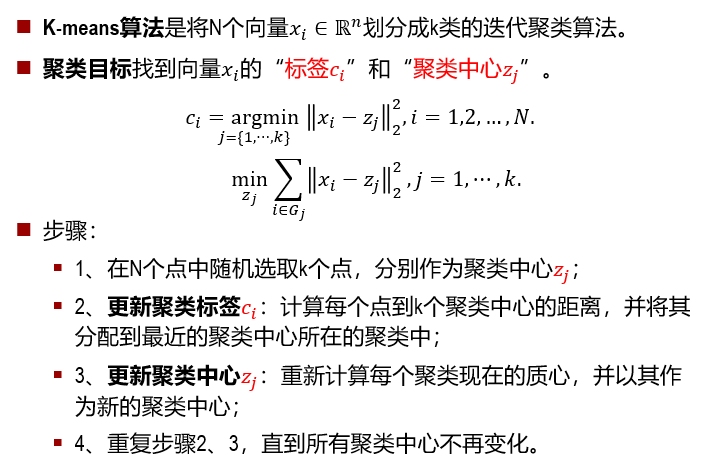 ■ K-means算法是将N个向量$x_i \in \mathbb{R}^n$划分成k类的迭代聚类算法。
■ 聚类目标找到向量$x_i$的“标签$c_i$”和“聚类中心$z_j$”。
$c_i = \underset{j=\{1,\cdots,k\}}{\operatorname{argmin}} \left\| x_i - z_j \right\|_2^2, i = 1,2,\ldots,N.$
$\min_{z_j} \sum_{i \in G_j} \left\| x_i - z_j \right\|_2^2, j = 1,\cdots,k.$
■ 步骤：
▪ 1、在N个点中随机选取k个点，分别作为聚类中心$z_j$；
▪ 2、更新聚类标签$c_i$：计算每个点到k个聚类中心的距离，并将其
分配到最近的聚类中心所在的聚类中；
▪ 3、更新聚类中心$z_j$：重新计算每个聚类现在的质心，并以其作
为新的聚类中心；
▪ 4、重复步骤2、3，直到所有聚类中心不再变化。